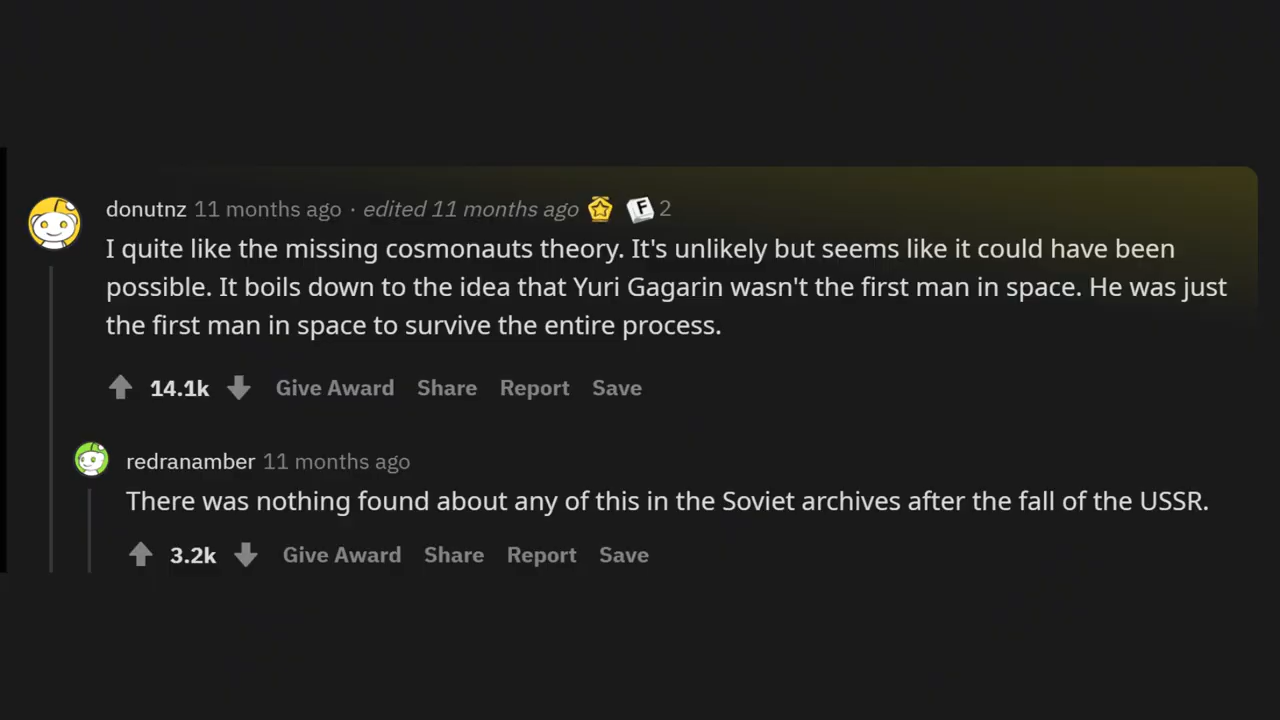 donutnz 11 months ago · edited 11 months ago F 2
I quite like the missing cosmonauts theory. It's unlikely but seems like it could have been
possible. It boils down to the idea that Yuri Gagarin wasn't the first man in space. He was just
the first man in space to survive the entire process.
14.1k Give Award Share Report Save
redranamber 11 months ago
There was nothing found about any of this in the Soviet archives after the fall of the USSR.
3.2k Give Award Share Report Save